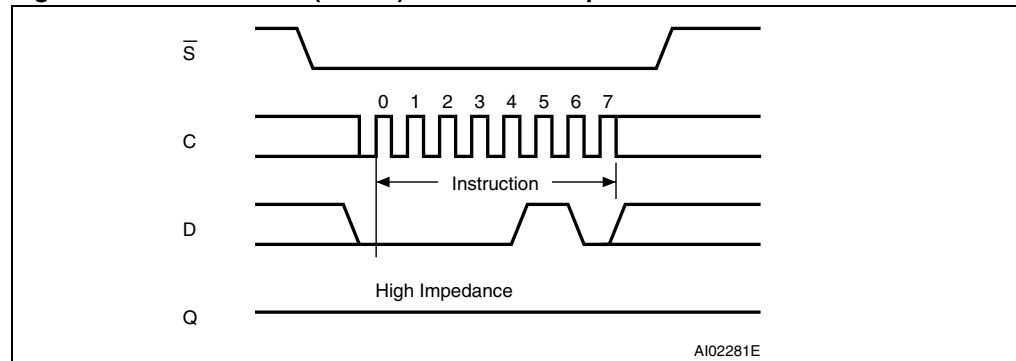 S̅
0 1 2 3 4 5 6 7
C
Instruction
D
High Impedance
Q
AI02281E